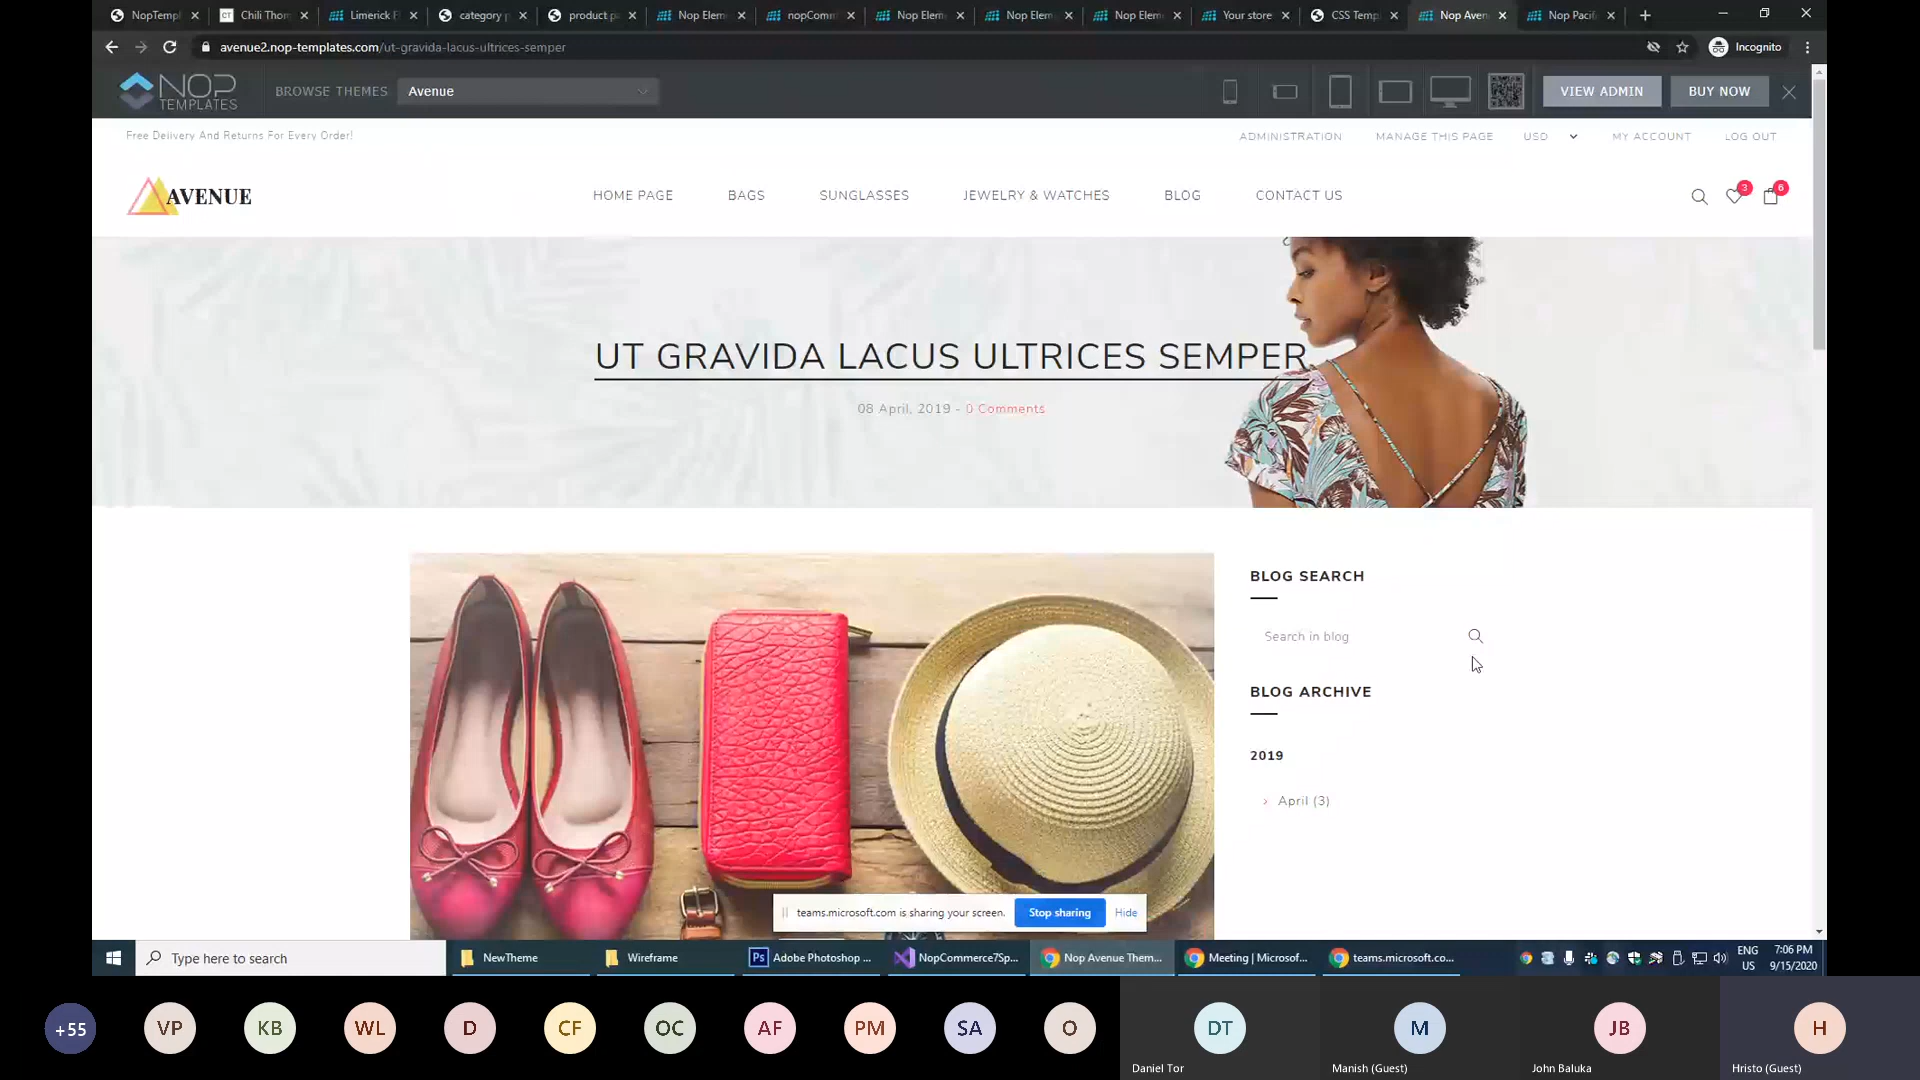 NopTempl
Chili Thom
Limerick F
category p
product pa
Nop Elem
nopComm
Nop Elem
Nop Elem
Nop Elem
Your store
CSS Temp
Nop Aven
Nop Pacif
avenue2.nop-templates.com/ut-gravida-lacus-ultrices-semper
Incognito
NOP TEMPLATES
BROWSE THEMES
Avenue
VIEW ADMIN
BUY NOW
Free Delivery And Returns For Every Order!
ADMINISTRATION
MANAGE THIS PAGE
USD
MY ACCOUNT
LOG OUT
AVENUE
HOME PAGE
BAGS
SUNGLASSES
JEWELRY & WATCHES
BLOG
CONTACT US
3
6
UT GRAVIDA LACUS ULTRICES SEMPER
08 April, 2019 - 0 Comments
BLOG SEARCH
Search in blog
BLOG ARCHIVE
2019
April (3)
teams.microsoft.com is sharing your screen.
Stop sharing
Hide
Type here to search
NewTheme
Wireframe
Ps
Adobe Photoshop ...
NopCommerce7Sp...
Nop Avenue Them...
Meeting | Microsof...
teams.microsoft.co...
ENG
US
7:06 PM
9/15/2020
+55
VP
KB
WL
D
CF
OC
AF
PM
SA
O
DT
Daniel Tor
M
Manish (Guest)
JB
John Baluka
H
Hristo (Guest)